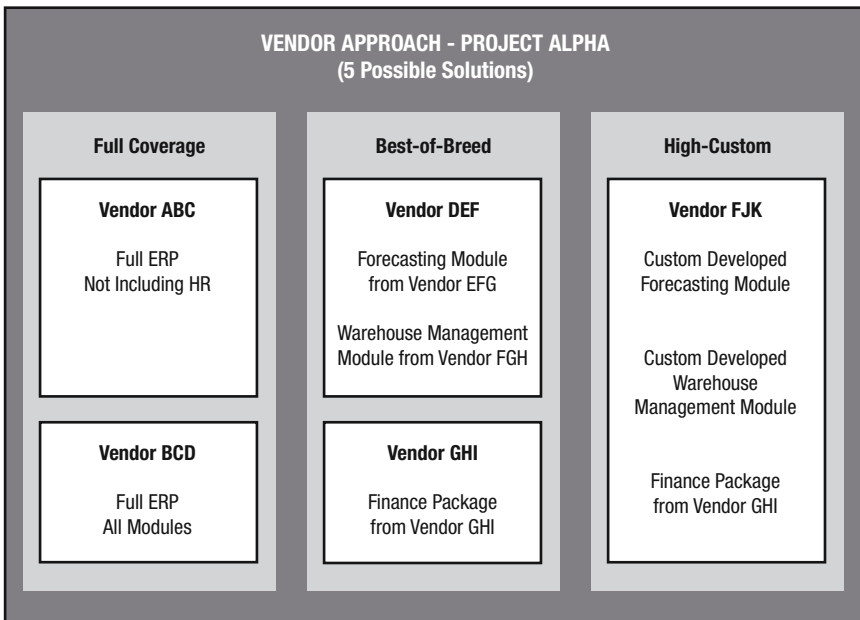 VENDOR APPROACH - PROJECT ALPHA
(5 Possible Solutions)
Full Coverage
Vendor ABC
Full ERP
Not Including HR
Vendor BCD
Full ERP
All Modules
Best-of-Breed
Vendor DEF
Forecasting Module
from Vendor EFG
Warehouse Management
Module from Vendor FGH
Vendor GHI
Finance Package
from Vendor GHI
High-Custom
Vendor FJK
Custom Developed
Forecasting Module
Custom Developed
Warehouse
Management Module
Finance Package
from Vendor GHI